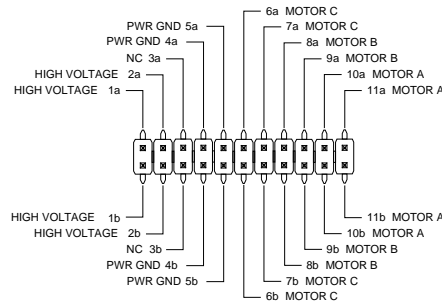 6a MOTOR C
PWR GND 5a
7a MOTOR C
PWR GND 4a
8a MOTOR B
NC 3a
9a MOTOR B
HIGH VOLTAGE 2a
10a MOTOR A
HIGH VOLTAGE 1a
11a MOTOR A
HIGH VOLTAGE 1b
11b MOTOR A
HIGH VOLTAGE 2b
10b MOTOR A
NC 3b
9b MOTOR B
PWR GND 4b
8b MOTOR B
PWR GND 5b
7b MOTOR C
6b MOTOR C